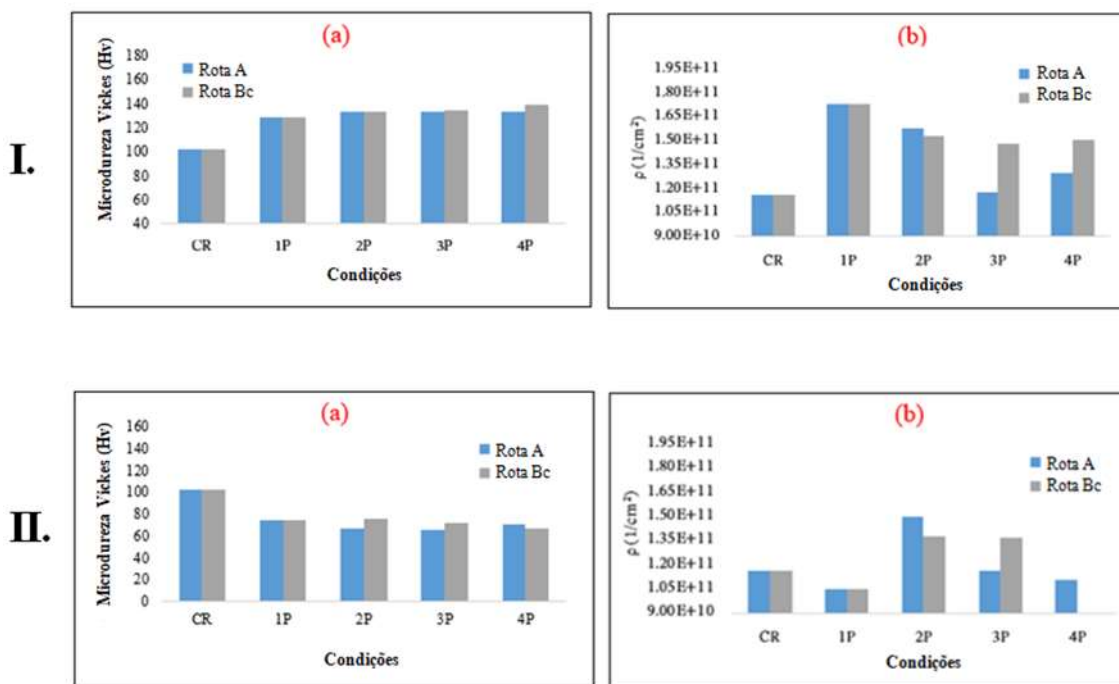 I.
(a)
Microdureza Vickes (Hv)
180
160
140
120
100
80
60
40
Rota A
Rota Bc
CR 1P 2P 3P 4P
Condições
(b)
ρ (1/cm²)
1.95E+11
1.80E+11
1.65E+11
1.50E+11
1.35E+11
1.20E+11
1.05E+11
9.00E+10
Rota A
Rota Bc
CR 1P 2P 3P 4P
Condições
II.
(a)
Microdureza Vickes (Hv)
160
140
120
100
80
60
40
20
0
Rota A
Rota Bc
CR 1P 2P 3P 4P
Condições
(b)
ρ (1/cm²)
1.95E+11
1.80E+11
1.65E+11
1.50E+11
1.35E+11
1.20E+11
1.05E+11
9.00E+10
Rota A
Rota Bc
CR 1P 2P 3P 4P
Condições